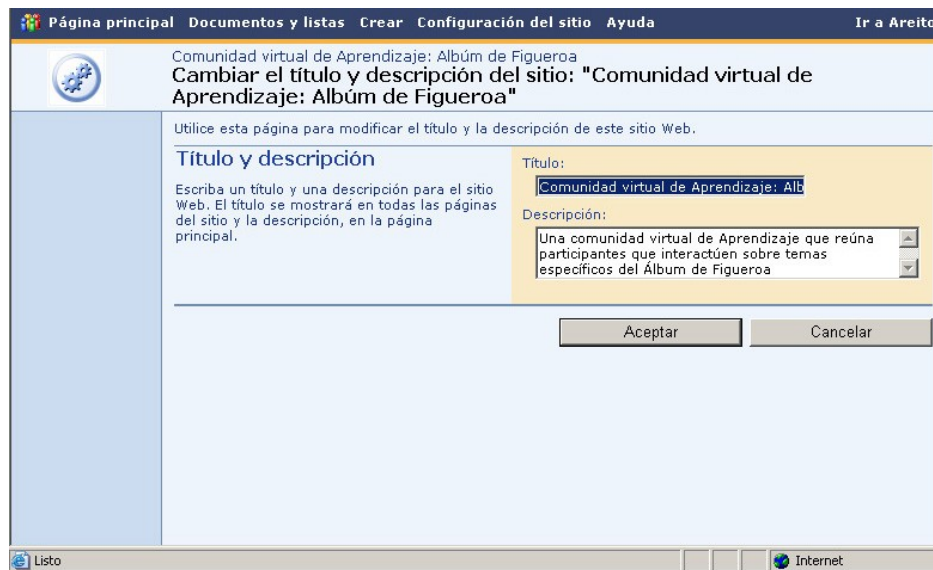 Página principal Documentos y listas Crear Configuración del sitio Ayuda Ir a Areito
Comunidad virtual de Aprendizaje: Albúm de Figueroa
Cambiar el título y descripción del sitio: "Comunidad virtual de
Aprendizaje: Albúm de Figueroa"
Utilice esta página para modificar el título y la descripción de este sitio Web.
Título y descripción
Escriba un título y una descripción para el sitio
Web. El título se mostrará en todas las páginas
del sitio y la descripción, en la página
principal.
Título:
Comunidad virtual de Aprendizaje: Alb
Descripción:
Una comunidad virtual de Aprendizaje que reúna
participantes que interactúen sobre temas
específicos del Álbum de Figueroa
Aceptar Cancelar
Listo Internet